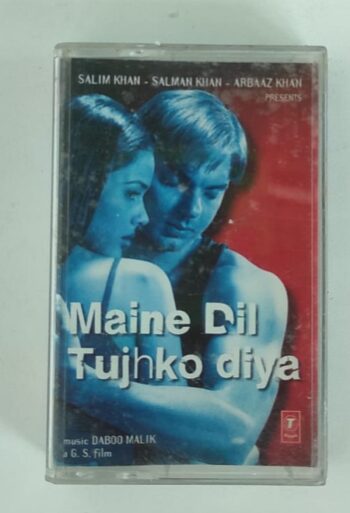 SALIM KHAN - SALMAN KHAN - ARBAAZ KHAN
PRESENTS
Maine Dil
Tujhko diya
music DABOO MALIK
a G. S. film
T